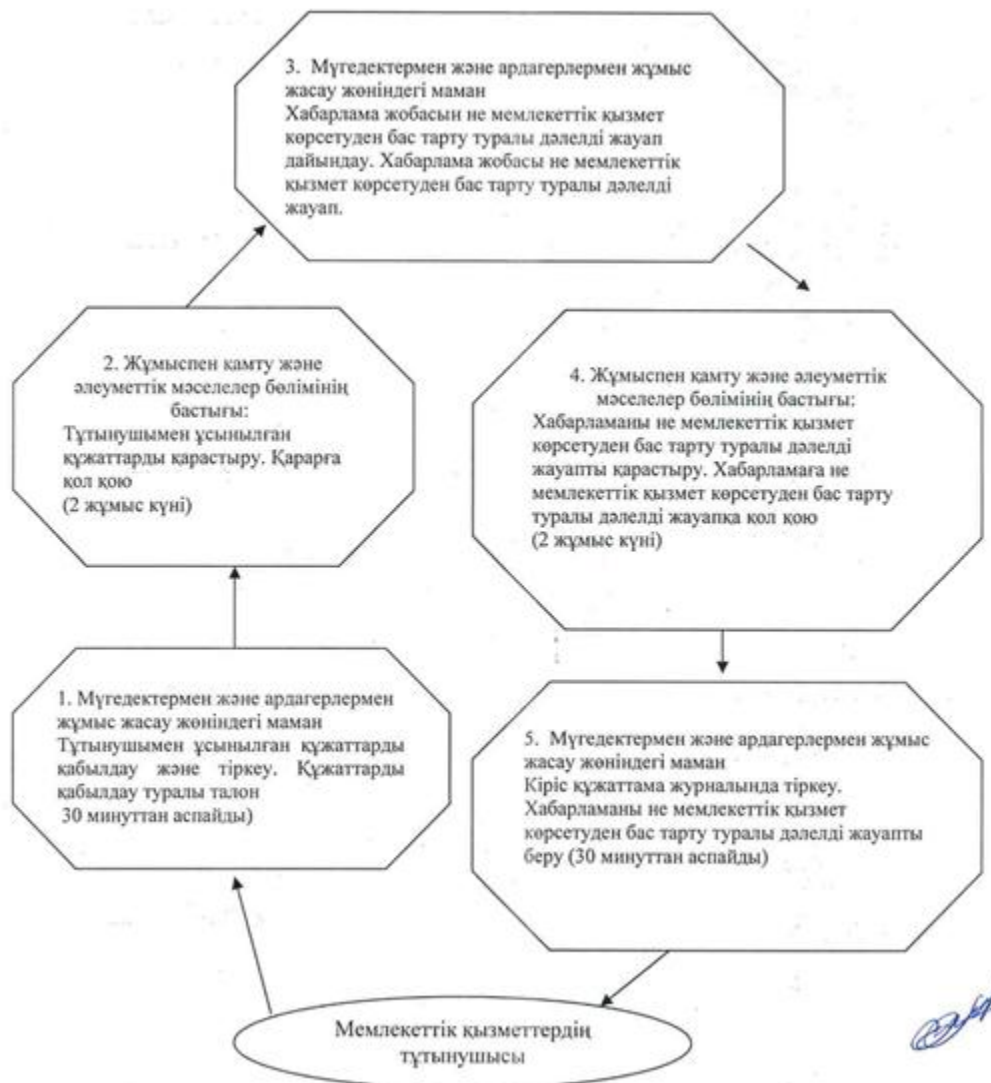 3. Мүгедектермен және ардагерлермен жұмыс
жасау жөніндегі маман
Хабарлама жобасын не мемлекеттік қызмет
көрсетуден бас тарту туралы дәлелді жауап
дайындау. Хабарлама жобасы не мемлекеттік
қызмет көрсетуден бас тарту туралы дәлелді
жауап.
2. Жұмыспен қамту және
әлеуметтік мәселелер бөлімінің
бастығы:
Тұтынушымен ұсынылған
құжаттарды қарастыру. Қарарға
қол қою
(2 жұмыс күні)
4. Жұмыспен қамту және әлеуметтік
мәселелер бөлімінің бастығы:
Хабарламаны не мемлекеттік қызмет
көрсетуден бас тарту туралы дәлелді
жауапты қарастыру. Хабарламаға не
мемлекеттік қызмет көрсетуден бас тарту
туралы дәлелді жауапқа қол қою
(2 жұмыс күні)
1. Мүгедектермен және ардагерлермен
жұмыс жасау жөніндегі маман
Тұтынушымен ұсынылған құжаттарды
қабылдау және тіркеу. Құжаттарды
қабылдау туралы талон
30 минуттан аспайды)
5. Мүгедектермен және ардагерлермен жұмыс
жасау жөніндегі маман
Кіріс құжаттама журналында тіркеу.
Хабарламаны не мемлекеттік қызмет
көрсетуден бас тарту туралы дәлелді жауапты
беру (30 минуттан аспайды)
Мемлекеттік қызметтердің
тұтынушысы